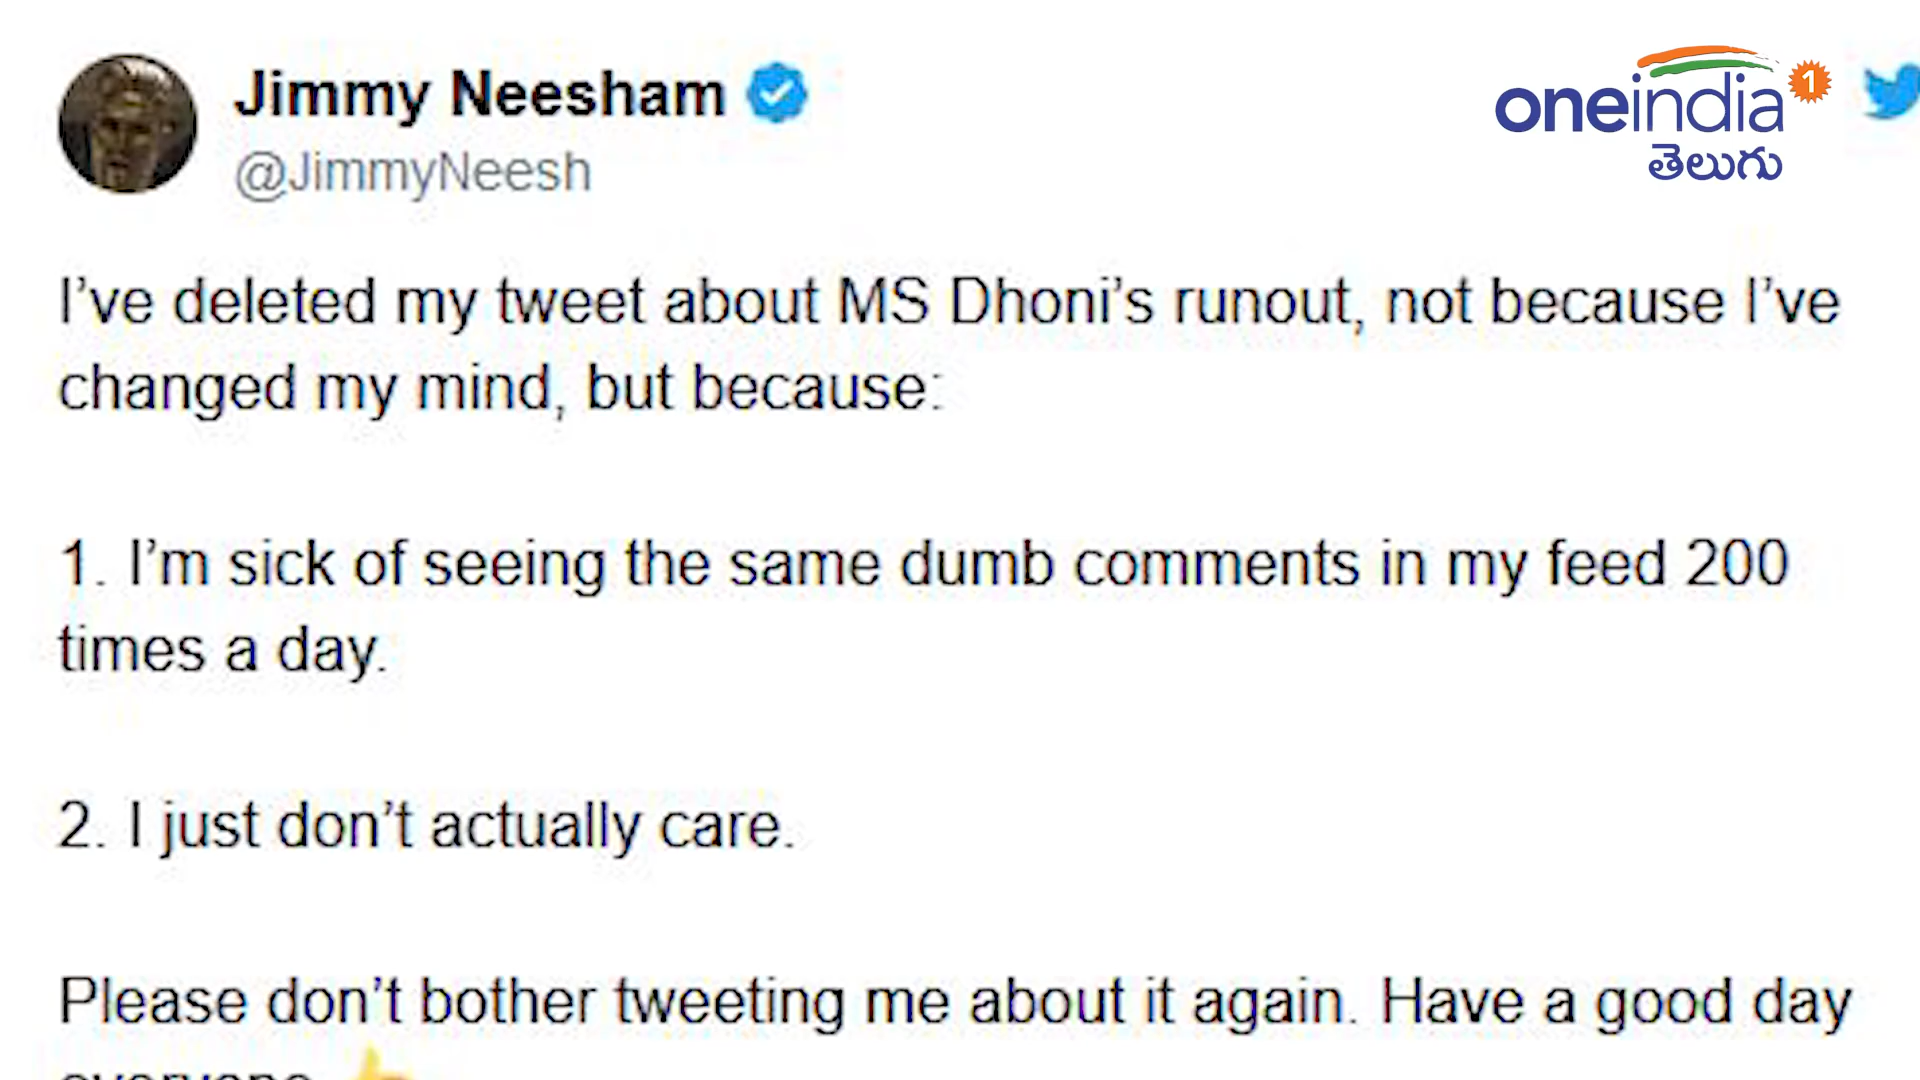 Jimmy Neesham
@JimmyNeesh
oneindia 1
తెలుగు
I’ve deleted my tweet about MS Dhoni’s runout, not because I’ve
changed my mind, but because:
1. I’m sick of seeing the same dumb comments in my feed 200
times a day.
2. I just don’t actually care.
Please don’t bother tweeting me about it again. Have a good day
everyone